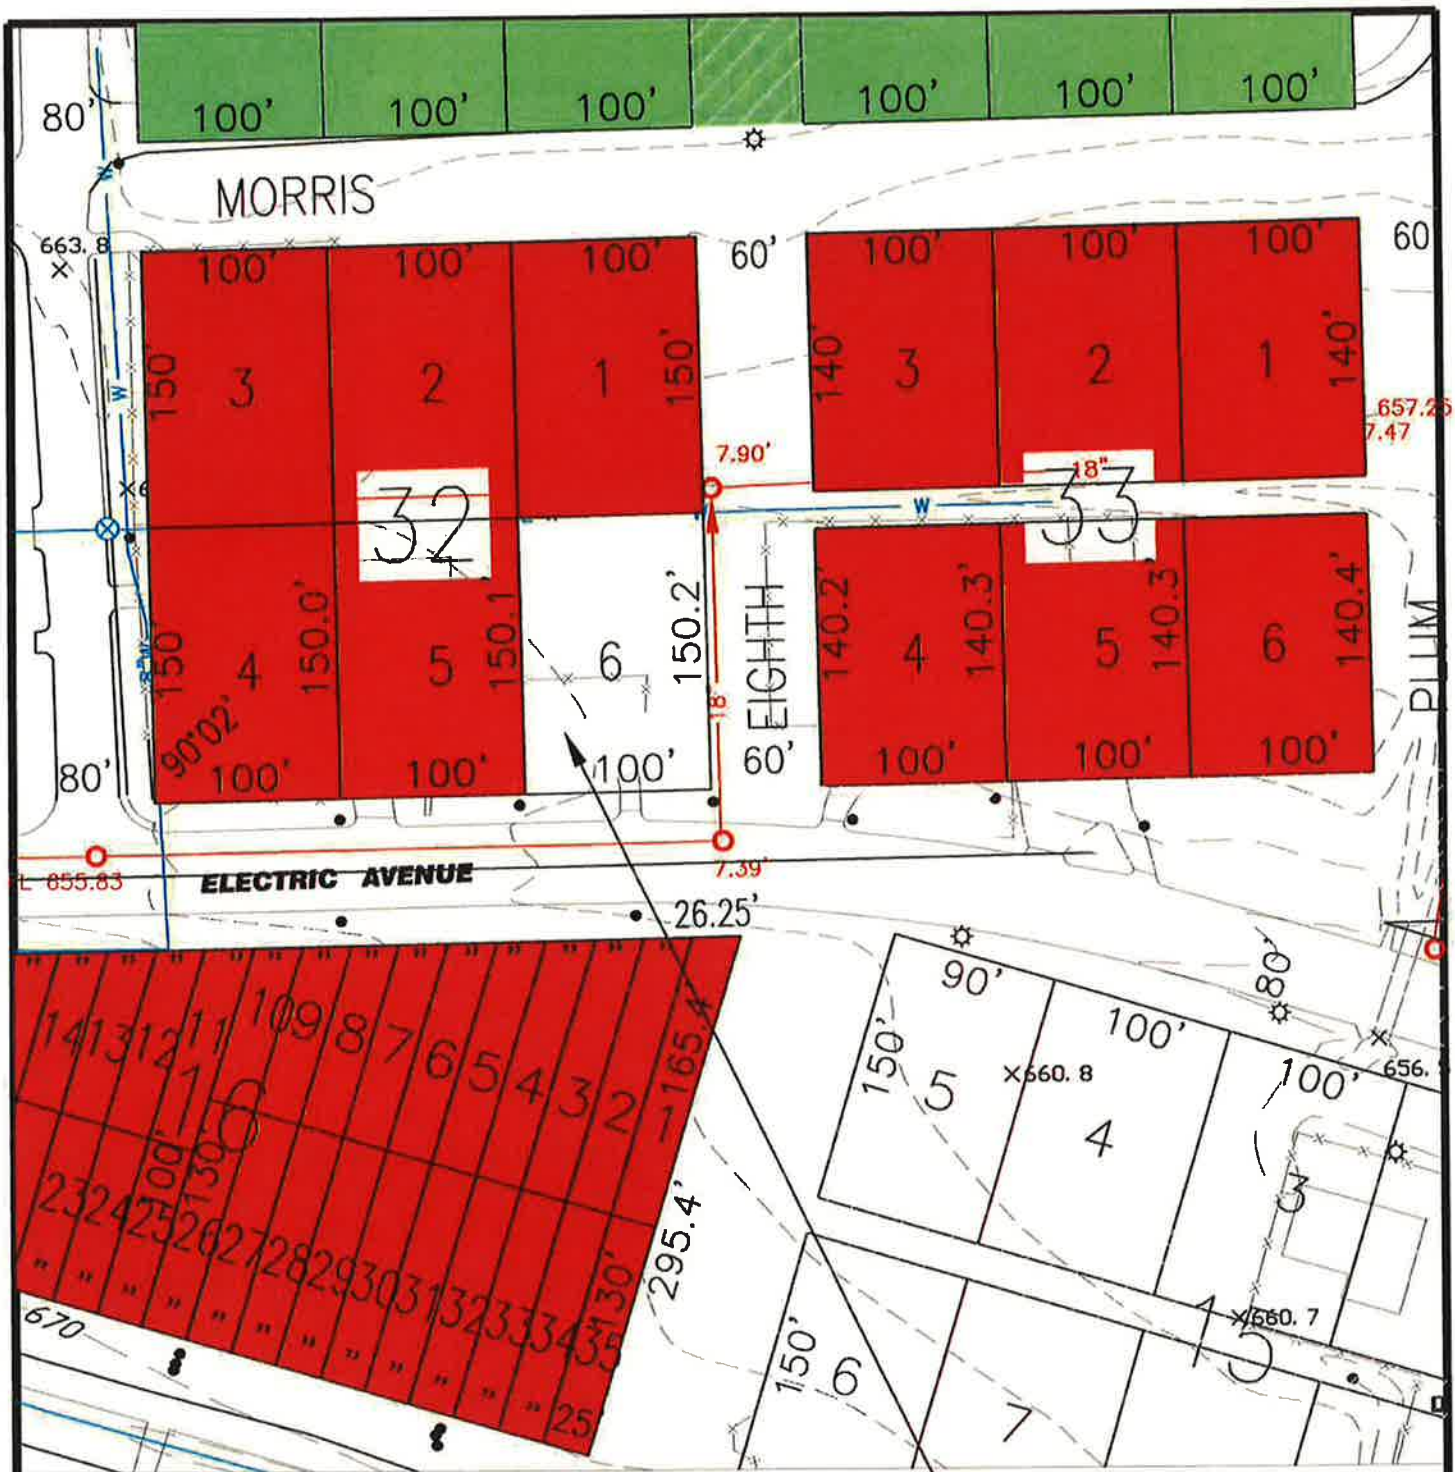 80' 100' 100' 100' 100' 100' 100'
MORRIS
W
663.8 100' 100' 100' 60' 100' 100' 100' 60
150' 3 2 1 150' 140' 3 2 1 140'
W
657.25
7.47
7.90'
18"
32 33
W
150' 4 150.0' 5 150.1' 6 150.2' EIGHTH 140.2' 4 140.3' 5 140.3' 6 140.4' PLUM
8"W
18
90°02'
80' 100' 100' 100' 60' 100' 100' 100'
655.83 ELECTRIC AVENUE 7.39'
26.25'
" " " " " " " " " " " " " "
90' 80'
14 13 12 11 10 9 8 7 6 5 4 3 2 1 165.4'
150' 5 100' 100'
660.8 656.
16 4
100' 130'
3
23 24 25 26 27 28 29 30 31 32 33 34 35 130' 295.4'
" " " " " " " " " " " "
25
670
660.7
15
150' 6 7